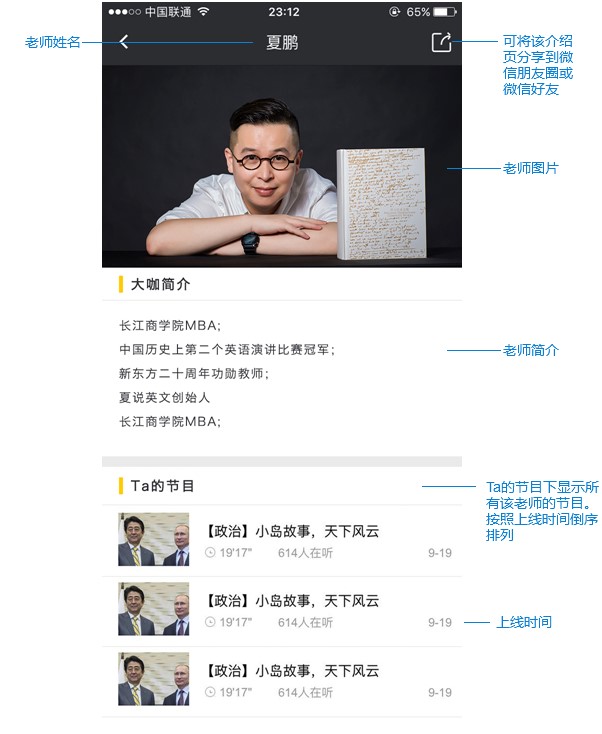 中国联通 23:12 65%
老师姓名
夏鹏
可将该介绍
页分享到微
信朋友圈或
微信好友
老师图片
大咖简介
长江商学院MBA；
中国历史上第二个英语演讲比赛冠军；
新东方二十周年功勋教师；
夏说英文创始人
长江商学院MBA；
老师简介
Ta的节目
Ta的节目下显示所
有该老师的节目。
按照上线时间倒序
排列
【政治】小岛故事，天下风云
19'17" 614人在听 9-19
【政治】小岛故事，天下风云
19'17" 614人在听 9-19
上线时间
【政治】小岛故事，天下风云
19'17" 614人在听 9-19